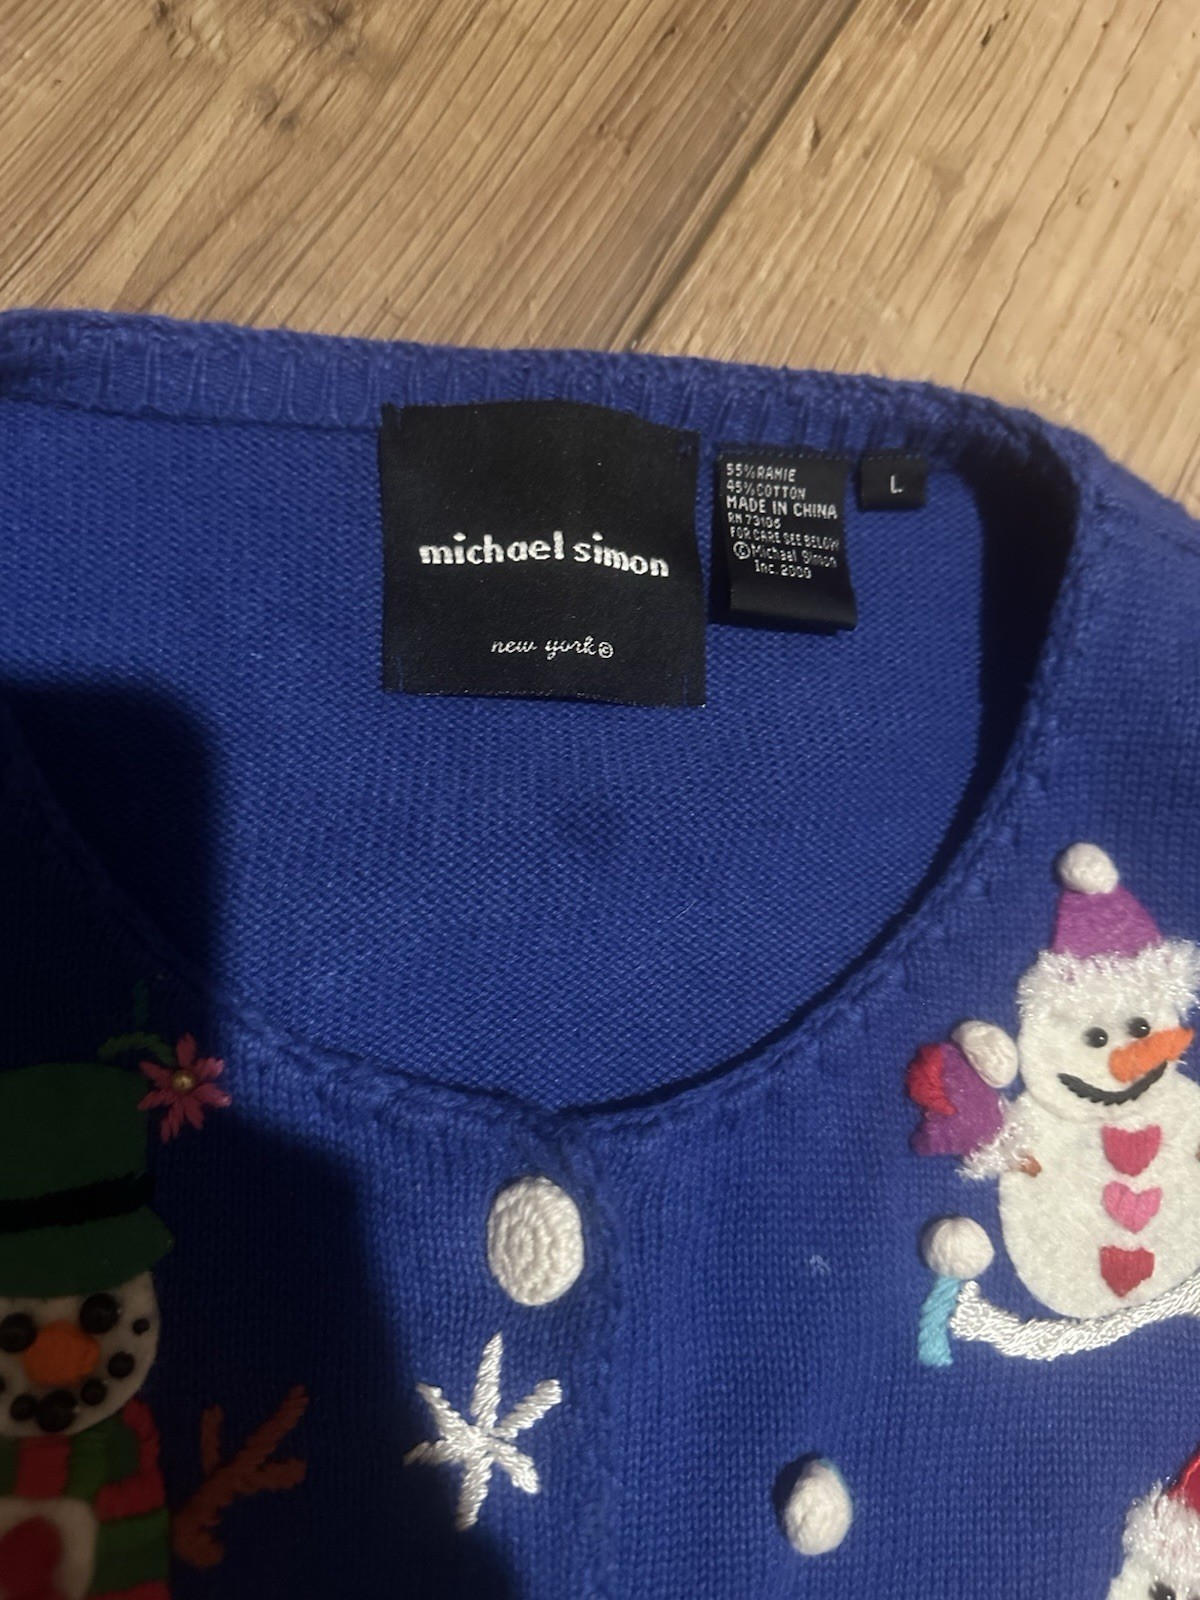 michael simon
new york®
55% RAMIE
45% COTTON
MADE IN CHINA
RN 73106
FOR CARE SEE BELOW
© Michael Simon
Inc. 2000
L